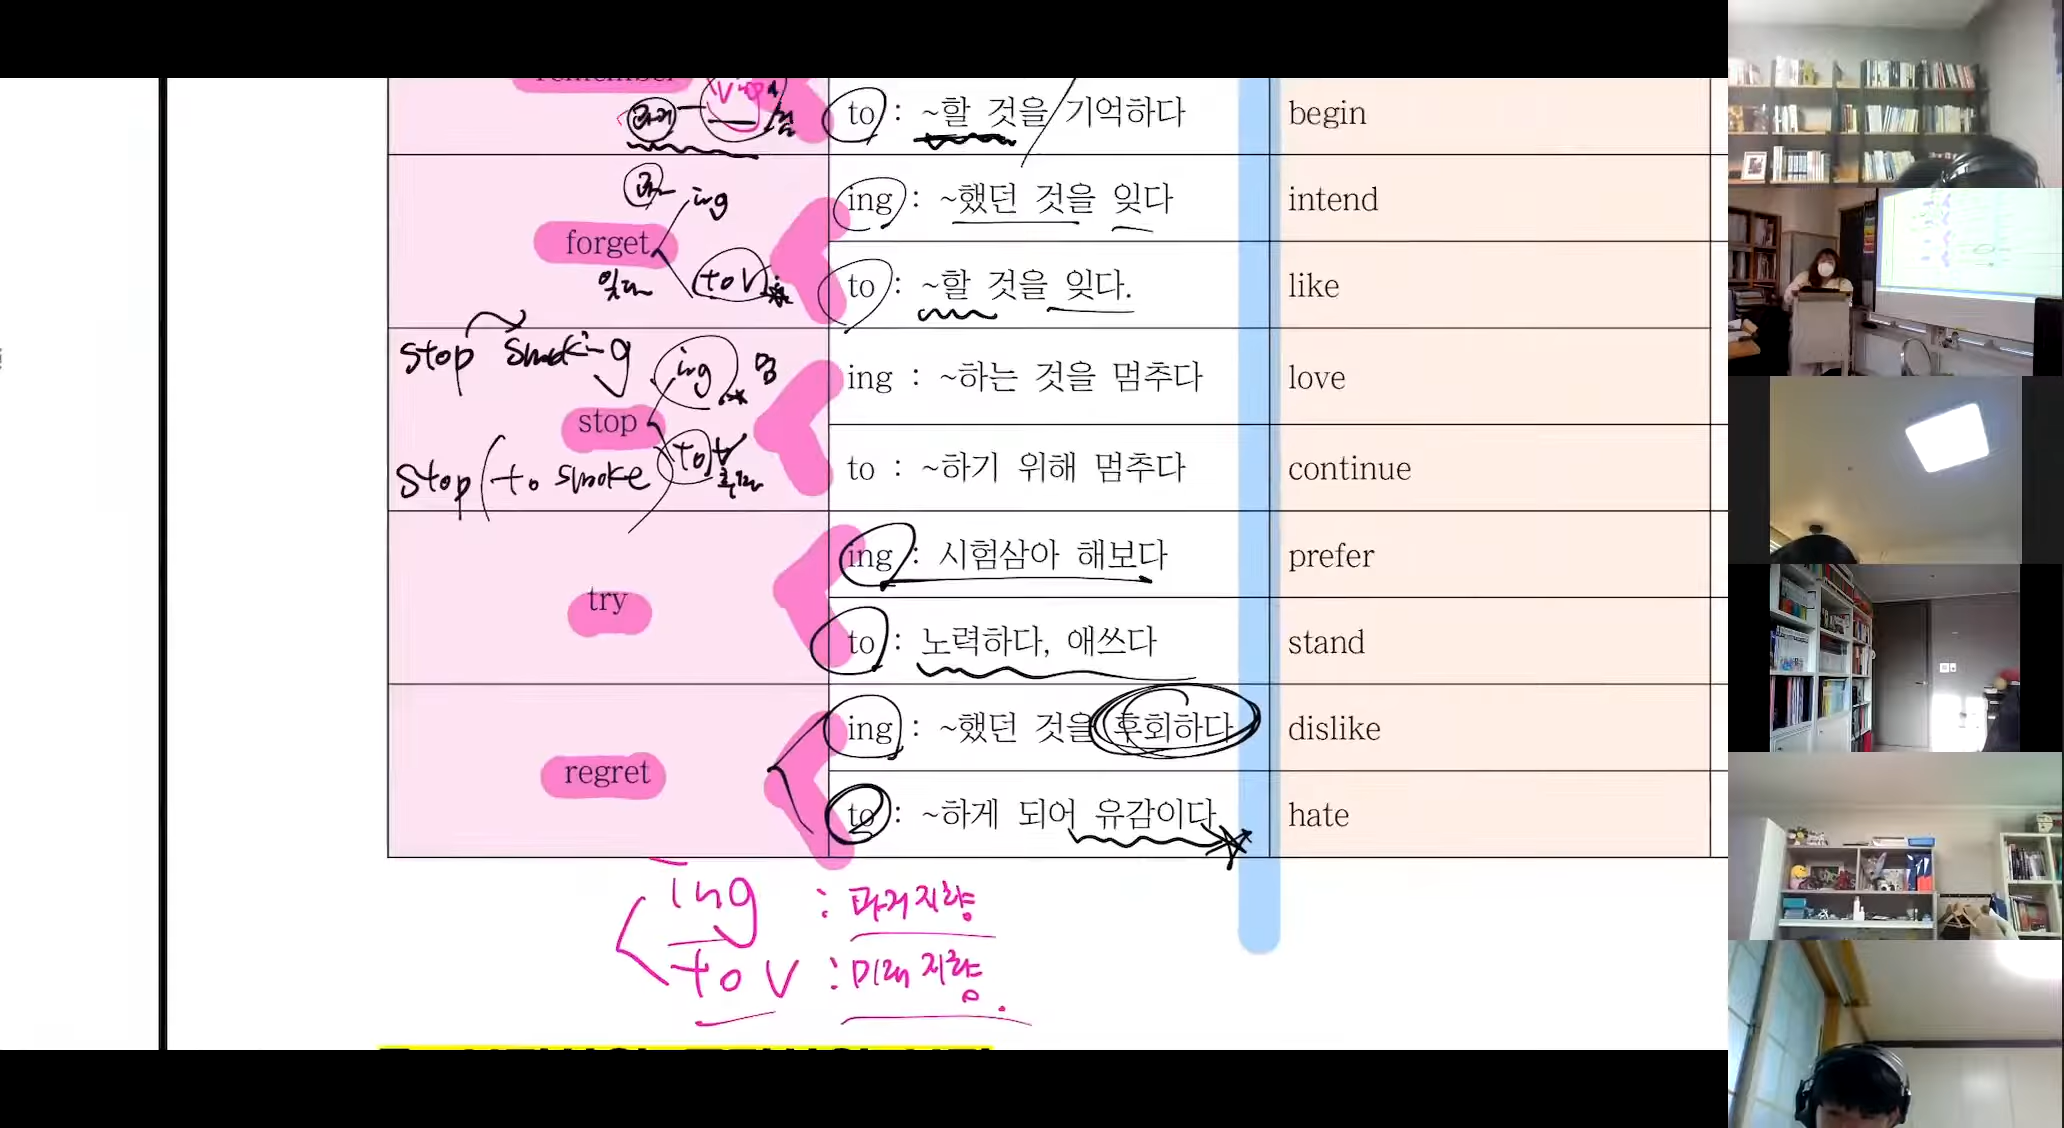 to : ~할 것을 기억하다
begin
ing
ing : ~했던 것을 잊다
intend
forget
잊다
to V
to : ~할 것을 잊다.
like
stop smoking
ing
ing : ~하는 것을 멈추다
love
stop
stop (to smoke)
to V
to : ~하기 위해 멈추다
continue
try
ing : 시험삼아 해보다
prefer
to : 노력하다, 애쓰다
stand
regret
ing : ~했던 것을 후회하다
dislike
to : ~하게 되어 유감이다
hate
ing : 과거지향
to V : 미래지향.